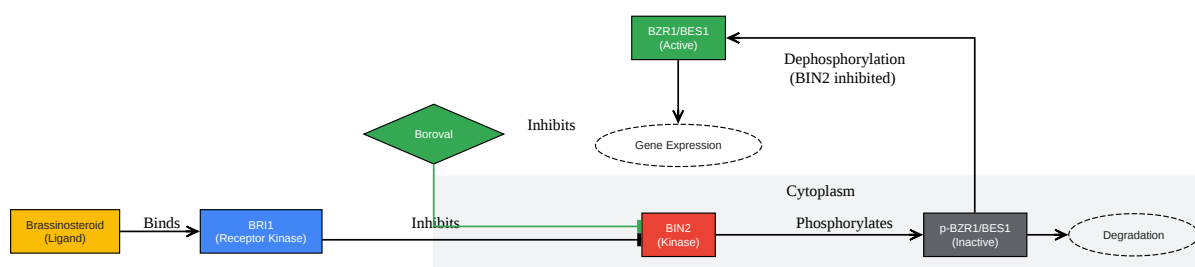 BZR1/BES1
(Active)
Dephosphorylation
(BIN2 inhibited)
Boroval
Inhibits
Gene Expression
Cytoplasm
Brassinosteroid
(Ligand)
Binds
BRI1
(Receptor Kinase)
Inhibits
BIN2
(Kinase)
Phosphorylates
p-BZR1/BES1
(Inactive)
Degradation